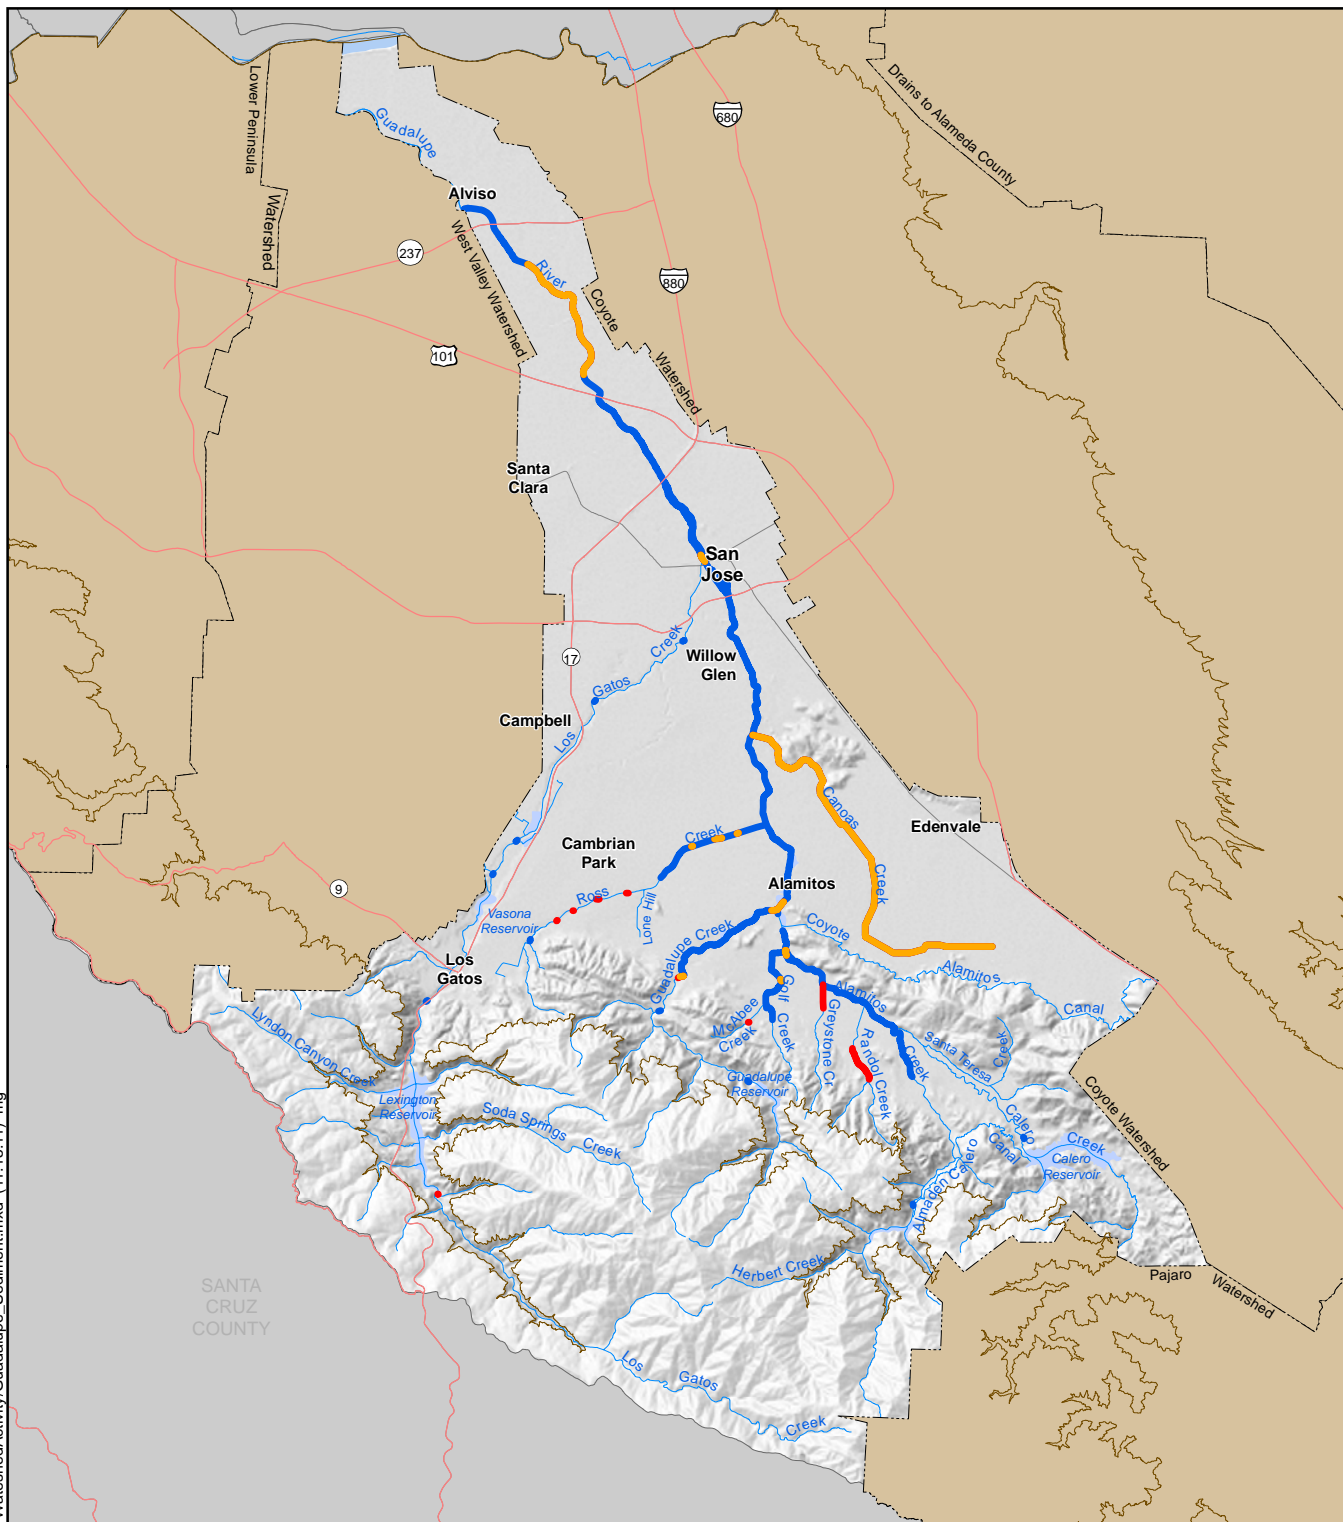 Lower Peninsula
Watershed
Drains to Alameda County
680
Guadalupe
Alviso
237
West Valley Watershed
River
880
Coyote
Watershed
101
Santa
Clara
San
Jose
Creek
Willow
Glen
17
Gatos
Campbell
Los
Canoas
Creek
Edenvale
Creek
Cambrian
Park
Alamitos
9
Ross
Lone Hill
Vasona
Reservoir
Coyote
Alamitos
Canal
Guadalupe Creek
Los
Gatos
Golf
Creek
Alamitos
Creek
McAbee
Creek
Greystone Cr
Randol Creek
Santa Teresa
Creek
Lyndon Canyon Creek
Guadalupe
Reservoir
Lexington
Reservoir
Soda Springs Creek
Calero
Canal
Creek
Calero
Reservoir
Coyote Watershed
Almaden Calero
Herbert Creek
Pajaro
Watershed
SANTA
CRUZ
COUNTY
Los
Gatos
Creek